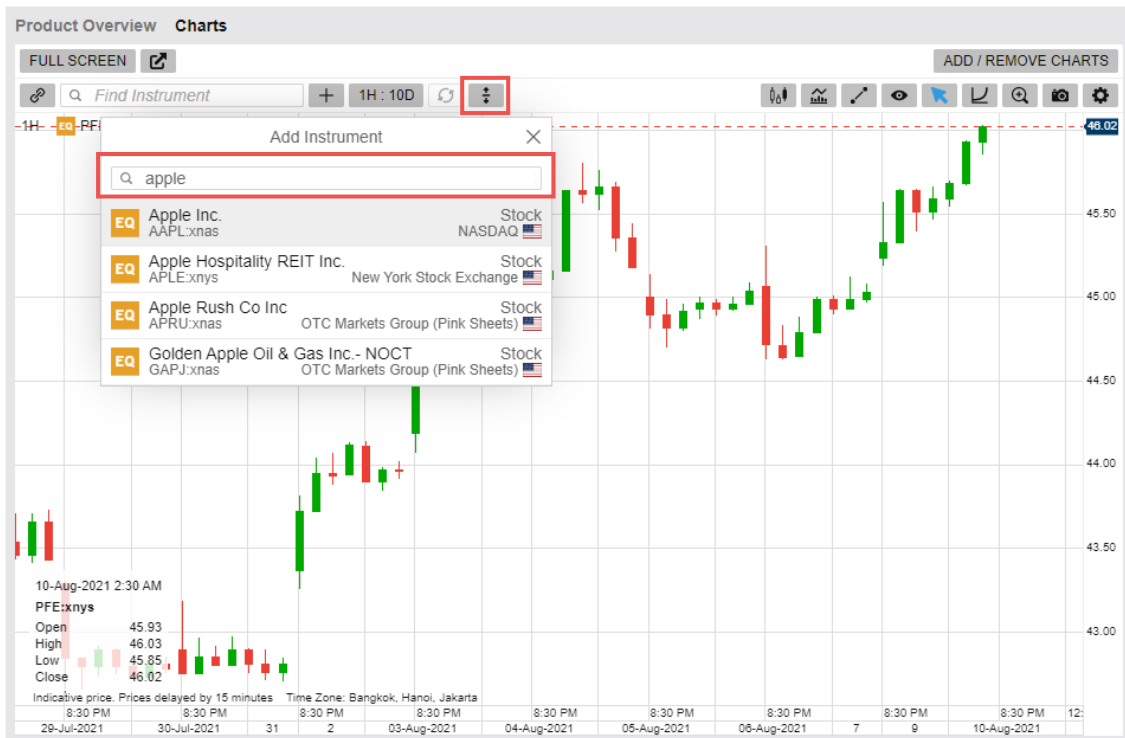 Product Overview Charts
FULL SCREEN ADD / REMOVE CHARTS
Find Instrument 1H : 10D
1H EQ PF 46.02
Add Instrument
apple
EQ Apple Inc. Stock
AAPL:xnas NASDAQ
EQ Apple Hospitality REIT Inc. Stock
APLE:xnys New York Stock Exchange
EQ Apple Rush Co Inc Stock
APRU:xnas OTC Markets Group (Pink Sheets)
EQ Golden Apple Oil & Gas Inc.- NOCT Stock
GAPJ:xnas OTC Markets Group (Pink Sheets)
45.50
45.00
44.50
44.00
43.50
43.00
10-Aug-2021 2:30 AM
PFE:xnys
Open 45.93
High 46.03
Low 45.85
Close 46.02
Indicative price. Prices delayed by 15 minutes Time Zone: Bangkok, Hanoi, Jakarta
8:30 PM 8:30 PM 8:30 PM 8:30 PM 8:30 PM 8:30 PM 8:30 PM 8:30 PM 8:30 PM 12:
29-Jul-2021 30-Jul-2021 31 2 03-Aug-2021 04-Aug-2021 05-Aug-2021 06-Aug-2021 7 9 10-Aug-2021